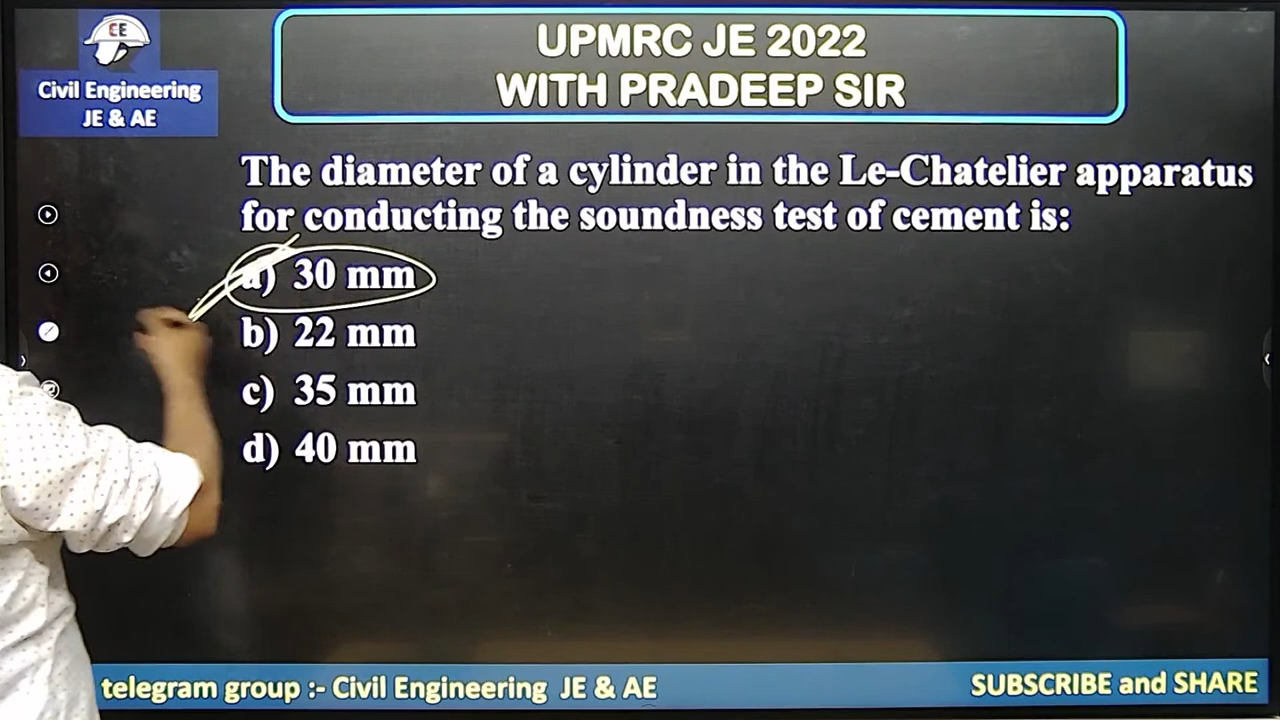 CE
Civil Engineering
JE & AE
UPMRC JE 2022
WITH PRADEEP SIR
The diameter of a cylinder in the Le-Chatelier apparatus
for conducting the soundness test of cement is:
a) 30 mm
b) 22 mm
c) 35 mm
d) 40 mm
telegram group :- Civil Engineering JE & AE
SUBSCRIBE and SHARE